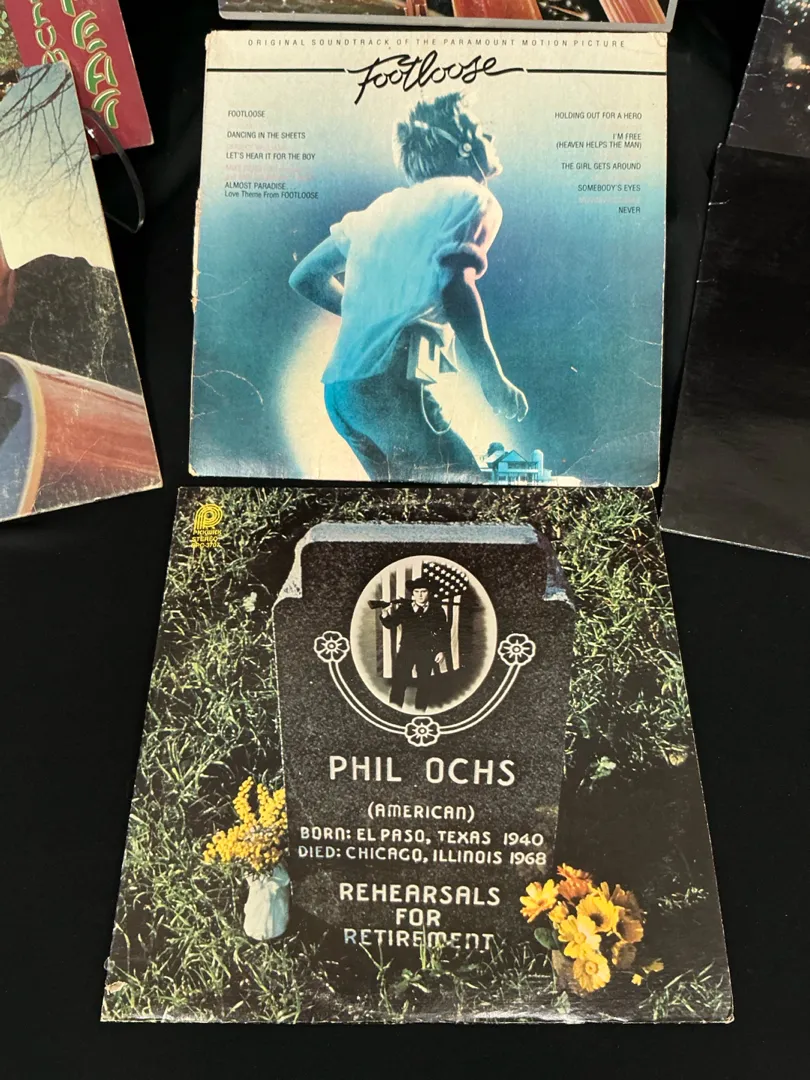 ORIGINAL SOUNDTRACK OF THE PARAMOUNT MOTION PICTURE
Footloose
FOOTLOOSE
DANCING IN THE SHEETS
LET'S HEAR IT FOR THE BOY
ALMOST PARADISE...
Love Theme From FOOTLOOSE
HOLDING OUT FOR A HERO
I'M FREE
(HEAVEN HELPS THE MAN)
THE GIRL GETS AROUND
SOMEBODY'S EYES
NEVER
PICKWICK
STEREO
PHIL OCHS
(AMERICAN)
BORN: EL PASO, TEXAS 1940
DIED: CHICAGO, ILLINOIS 1968
REHEARSALS
FOR
RETIREMENT